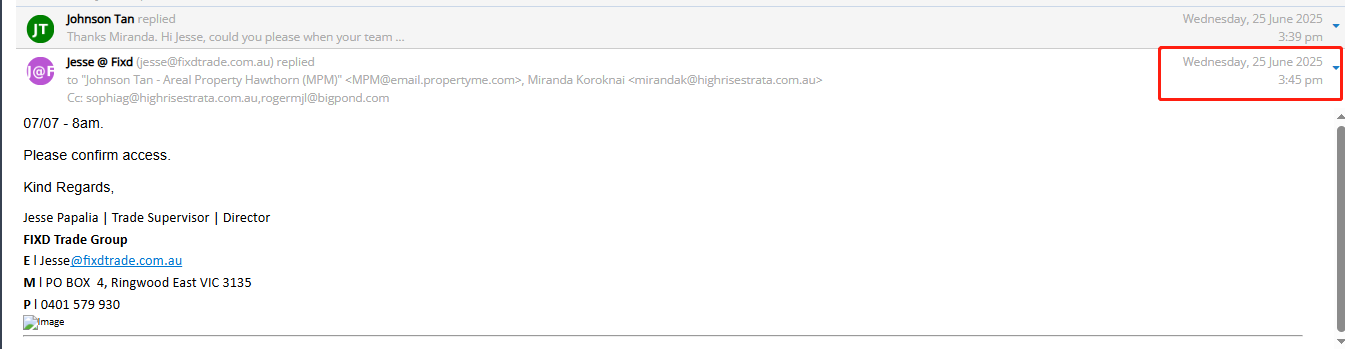 Johnson Tan replied
Wednesday, 25 June 2025
Thanks Miranda. Hi Jesse, could you please when your team ...
3:39 pm
JT
Jesse @ Fixd (jesse@fixdtrade.com.au) replied
Wednesday, 25 June 2025
to "Johnson Tan - Areal Property Hawthorn (MPM)" <MPM@email.propertyme.com>, Miranda Koroknai <mirandak@highrisestrata.com.au>
3:45 pm
J@F
Cc: sophiag@highrisestrata.com.au,rogermjl@bigpond.com
07/07 - 8am.
Please confirm access.
Kind Regards,
Jesse Papalia | Trade Supervisor | Director
FIXD Trade Group
E l Jesse@fixdtrade.com.au
M l PO BOX  4, Ringwood East VIC 3135
P l 0401 579 930
Image